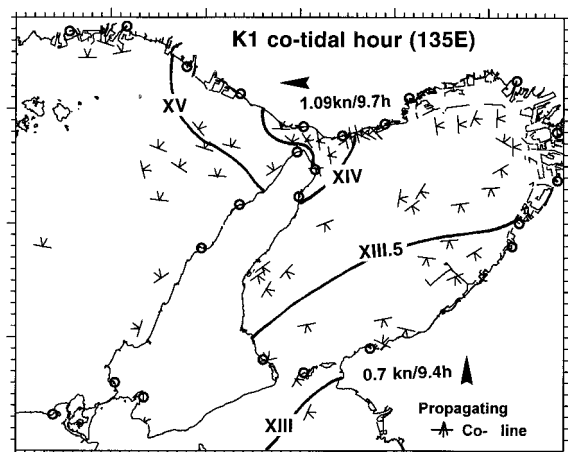 K1 co-tidal hour (135E)
1.09kn/9.7h
XV
XIV
XIII.5
0.7 kn/9.4h
Propagating
Co- line
XIII